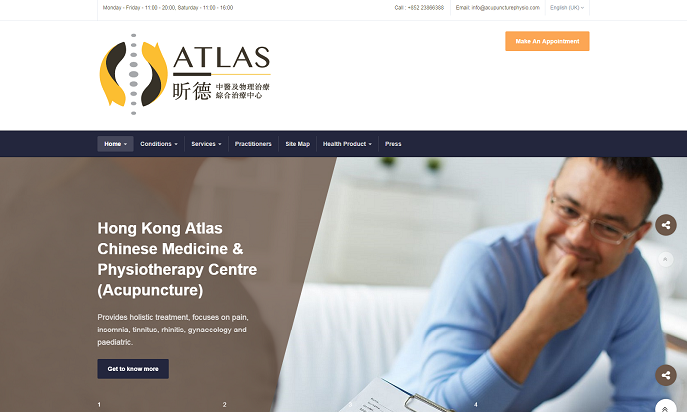 Monday - Friday - 11:00 - 20:00, Saturday - 11:00 - 16:00
Call : +852 23866388
Email: info@acupuncturephysio.com
English (UK)
Make An Appointment
ATLAS
昕德 中醫及物理治療
綜合治療中心
Home
Conditions
Services
Practitioners
Site Map
Health Product
Press
Hong Kong Atlas
Chinese Medicine &
Physiotherapy Centre
(Acupuncture)
Provides holistic treatment, focuses on pain,
insomnia, tinnitus, rhinitis, gynaecology and
paediatric.
Get to know more
1
2
3
4